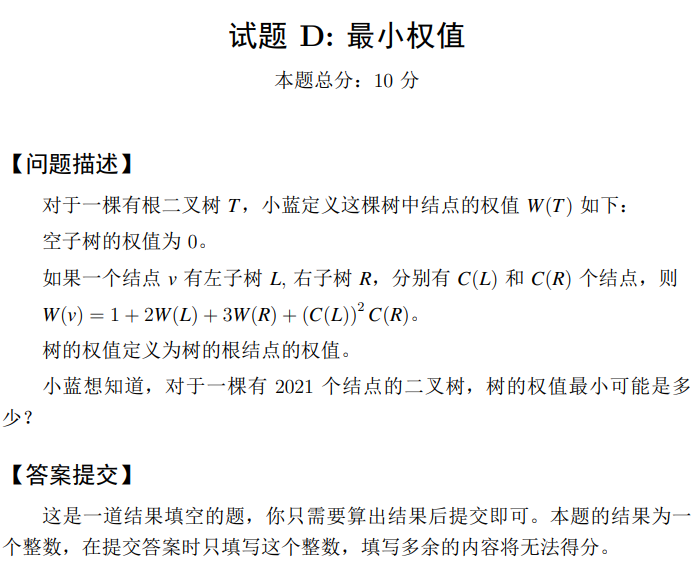 试题 D: 最小权值
本题总分：10 分
【问题描述】
对于一棵有根二叉树 T，小蓝定义这棵树中结点的权值 W(T) 如下：
空子树的权值为 0。
如果一个结点 v 有左子树 L, 右子树 R，分别有 C(L) 和 C(R) 个结点，则
W(v) = 1 + 2W(L) + 3W(R) + (C(L))² C(R)。
树的权值定义为树的根结点的权值。
小蓝想知道，对于一棵有 2021 个结点的二叉树，树的权值最小可能是多
少？
【答案提交】
这是一道结果填空的题，你只需要算出结果后提交即可。本题的结果为一
个整数，在提交答案时只填写这个整数，填写多余的内容将无法得分。